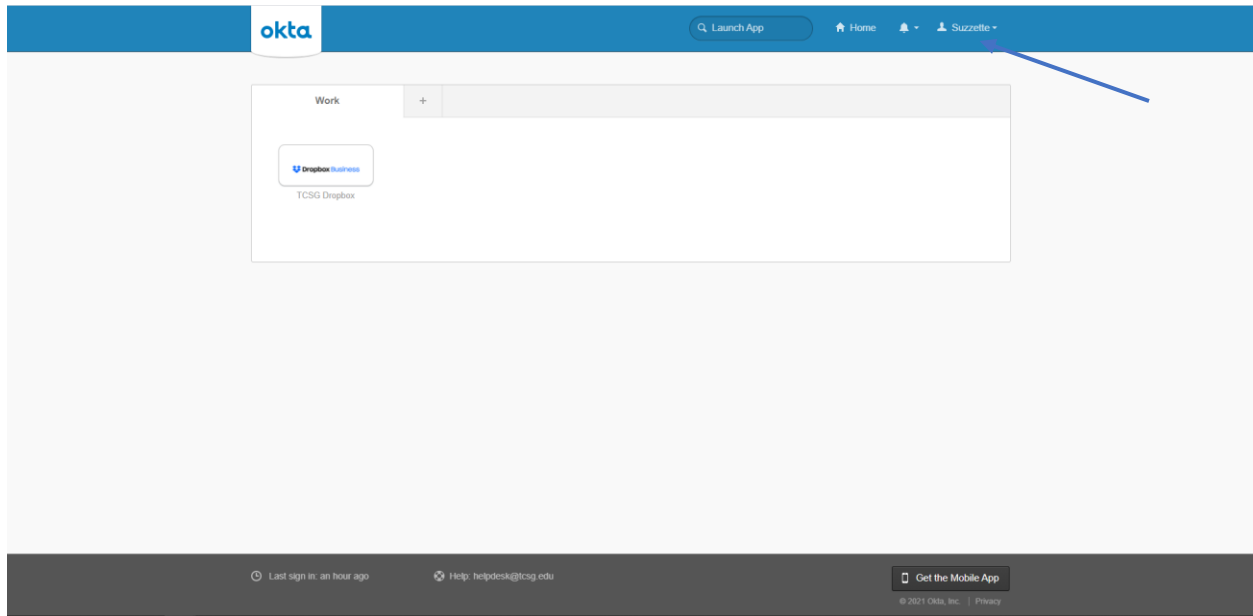 okta
Launch App
Home
Suzzette
Work
+
Dropbox Business
TCSG Dropbox
Last sign in: an hour ago
Help: helpdesk@tcsg.edu
Get the Mobile App
© 2021 Okta, Inc. | Privacy